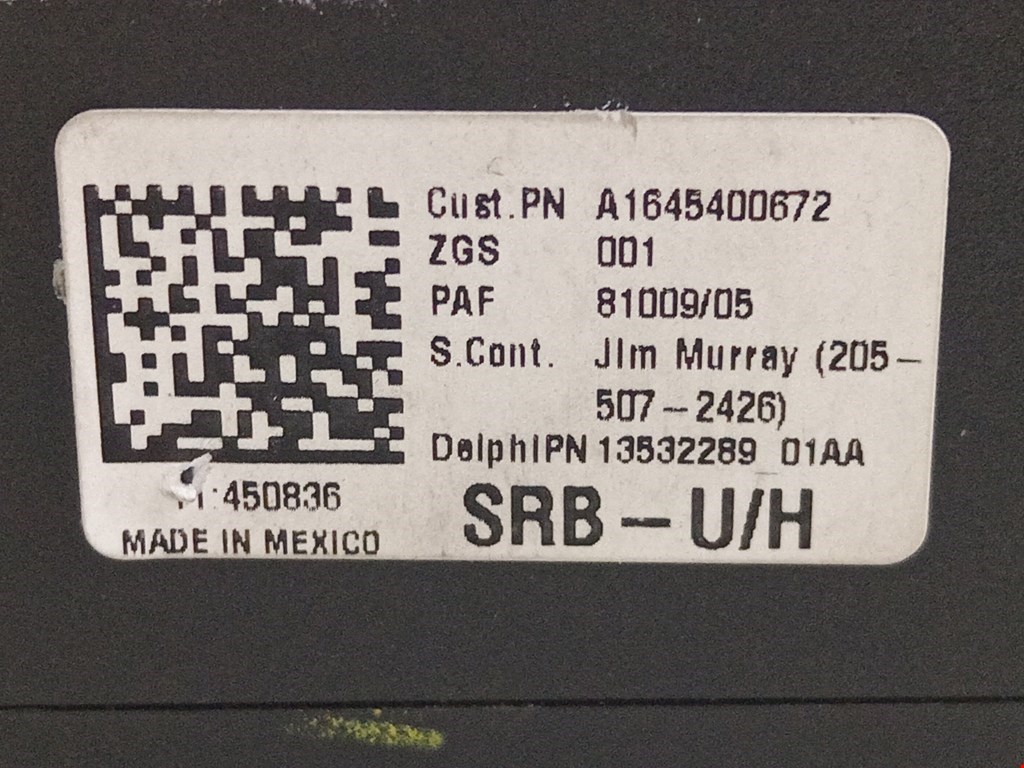 Cust.PN A1645400672
ZGS 001
PAF 81009/05
S.Cont. Jim Murray (205-
507-2426)
DelphiPN 13532289 01AA
:450836
SRB-U/H
MADE IN MEXICO